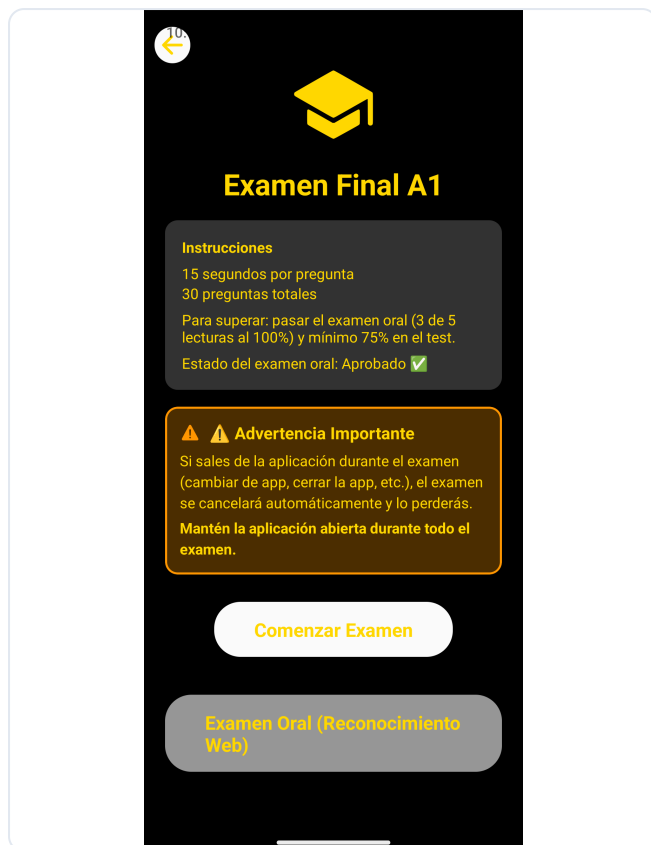 10.
Examen Final A1
Instrucciones
15 segundos por pregunta
30 preguntas totales
Para superar: pasar el examen oral (3 de 5
lecturas al 100%) y mínimo 75% en el test.
Estado del examen oral: Aprobado ✅
⚠️ Advertencia Importante
Si sales de la aplicación durante el examen
(cambiar de app, cerrar la app, etc.), el examen
se cancelará automáticamente y lo perderás.
Mantén la aplicación abierta durante todo el
examen.
Comenzar Examen
Examen Oral (Reconocimiento
Web)